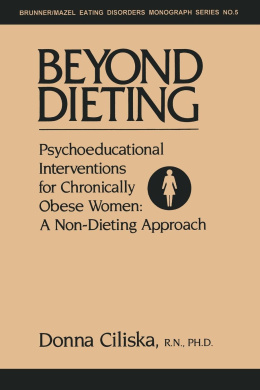 BRUNNER/MAZEL EATING DISORDERS MONOGRAPH SERIES NO.5
BEYOND
DIETING
Psychoeducational
Interventions
for Chronically
Obese Women:
A Non-Dieting Approach
Donna Ciliska, R.N., PH.D.